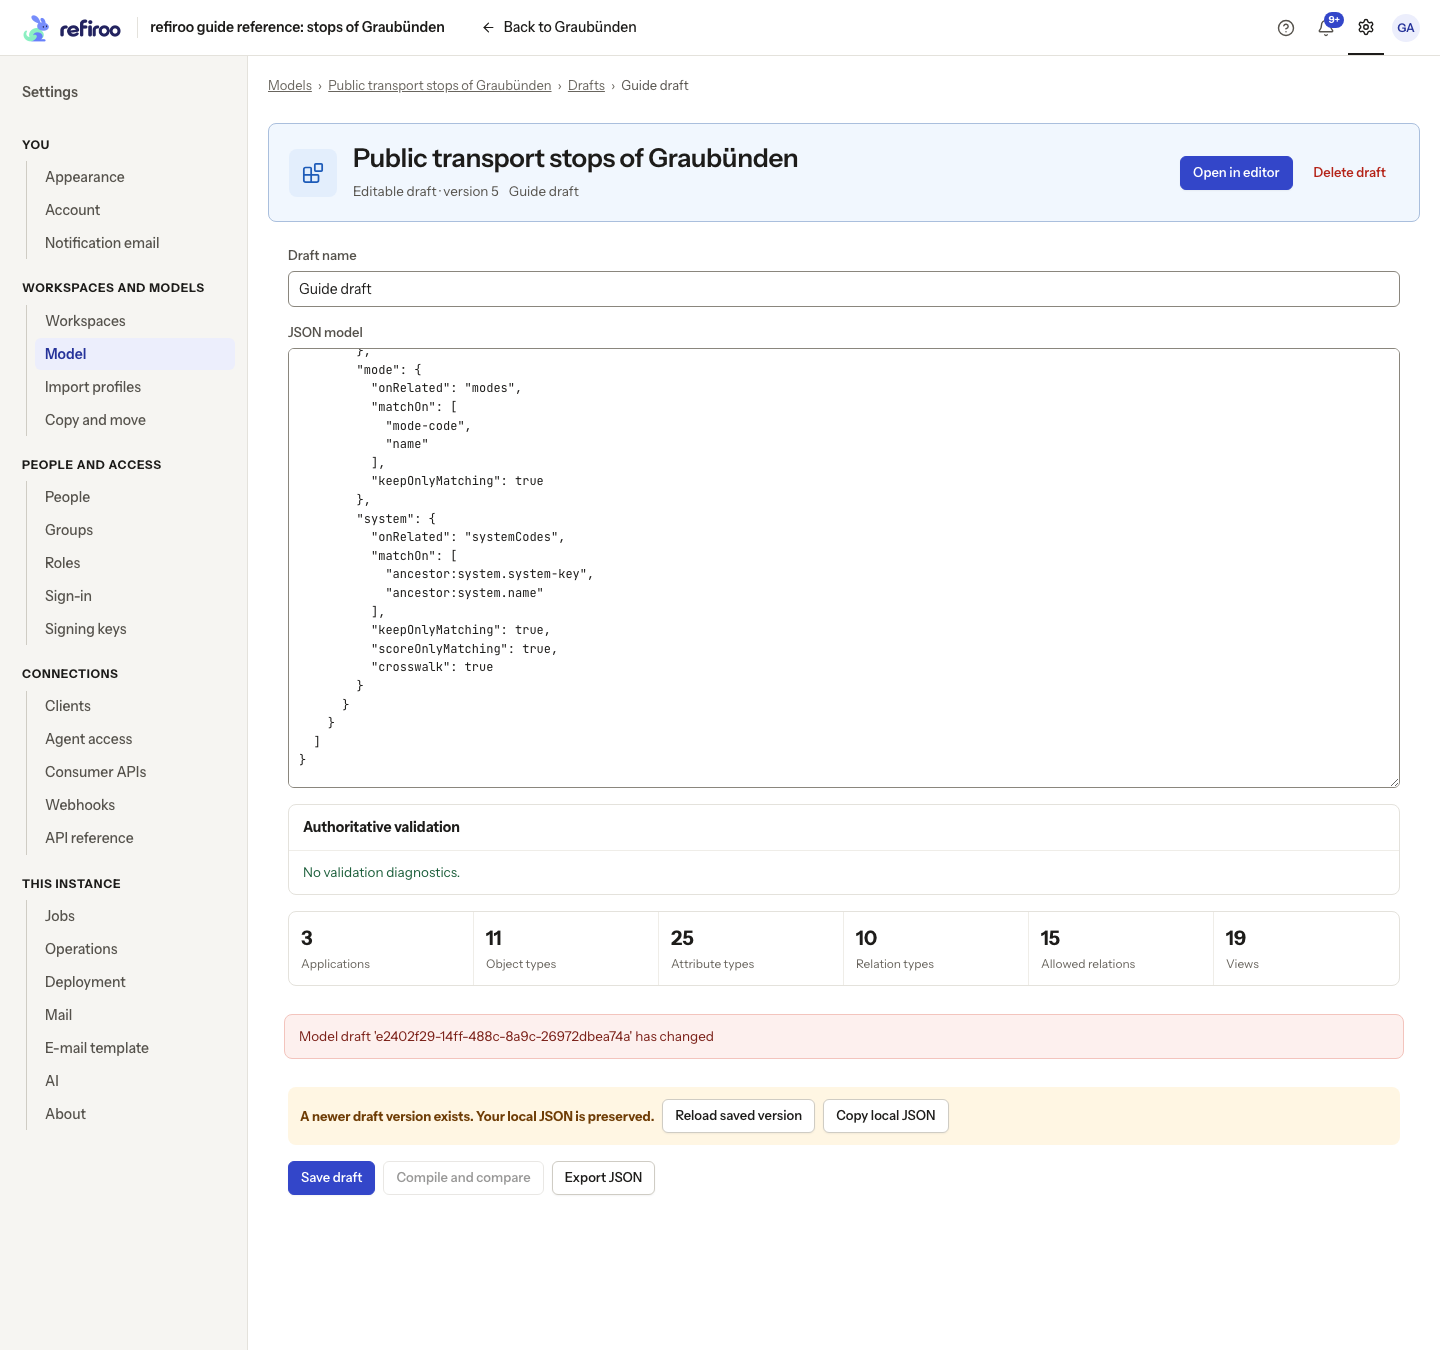 refiroo
refiroo guide reference: stops of Graubünden
← Back to Graubünden
9+
GA
Settings
YOU
Appearance
Account
Notification email
WORKSPACES AND MODELS
Workspaces
Model
Import profiles
Copy and move
PEOPLE AND ACCESS
People
Groups
Roles
Sign-in
Signing keys
CONNECTIONS
Clients
Agent access
Consumer APIs
Webhooks
API reference
THIS INSTANCE
Jobs
Operations
Deployment
Mail
E-mail template
AI
About
Models › Public transport stops of Graubünden › Drafts › Guide draft
Public transport stops of Graubünden
Editable draft · version 5 Guide draft
Open in editor
Delete draft
Draft name
Guide draft
JSON model
},
"mode": {
"onRelated": "modes",
"matchOn": [
"mode-code",
"name"
],
"keepOnlyMatching": true
},
"system": {
"onRelated": "systemCodes",
"matchOn": [
"ancestor:system.system-key",
"ancestor:system.name"
],
"keepOnlyMatching": true,
"scoreOnlyMatching": true,
"crosswalk": true
}
}
}
]
}
Authoritative validation
No validation diagnostics.
3
Applications
11
Object types
25
Attribute types
10
Relation types
15
Allowed relations
19
Views
Model draft 'e2402f29-14ff-488c-8a9c-26972dbea74a' has changed
A newer draft version exists. Your local JSON is preserved.
Reload saved version
Copy local JSON
Save draft
Compile and compare
Export JSON